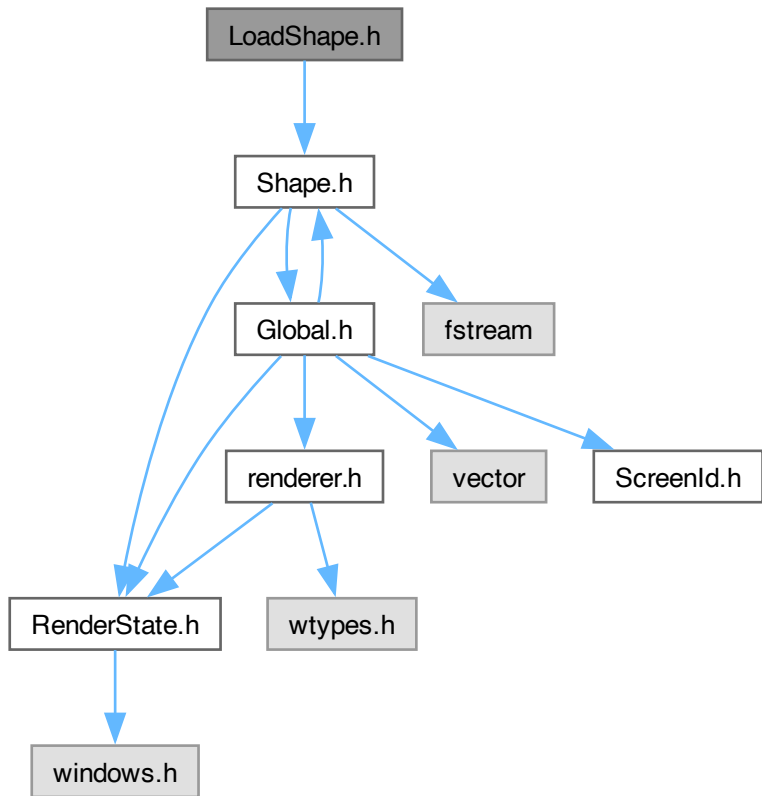 LoadShape.h
Shape.h
Global.h
fstream
renderer.h
vector
ScreenId.h
RenderState.h
wtypes.h
windows.h